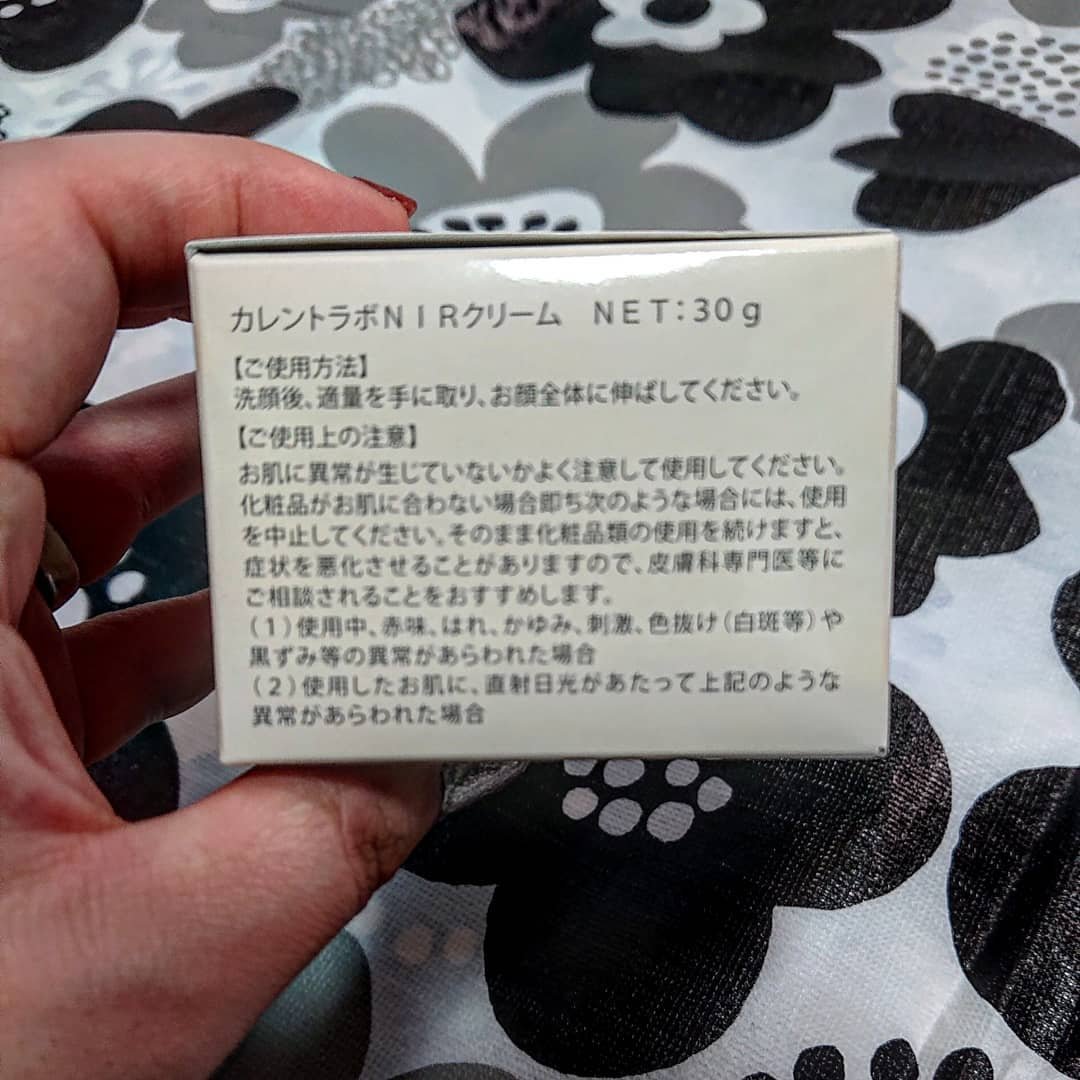 カレントラボNIRクリーム NET:30g
【ご使用方法】
洗顔後、適量を手に取り、お顔全体に伸ばしてください。
【ご使用上の注意】
お肌に異常が生じていないかよく注意して使用してください。
化粧品がお肌に合わない場合即ち次のような場合には、使用
を中止してください。そのまま化粧品類の使用を続けますと、
症状を悪化させることがありますので、皮膚科専門医等に
ご相談されることをおすすめします。
(1)使用中、赤味、はれ、かゆみ、刺激、色抜け(白斑等)や
黒ずみ等の異常があらわれた場合
(2)使用したお肌に、直射日光があたって上記のような
異常があらわれた場合